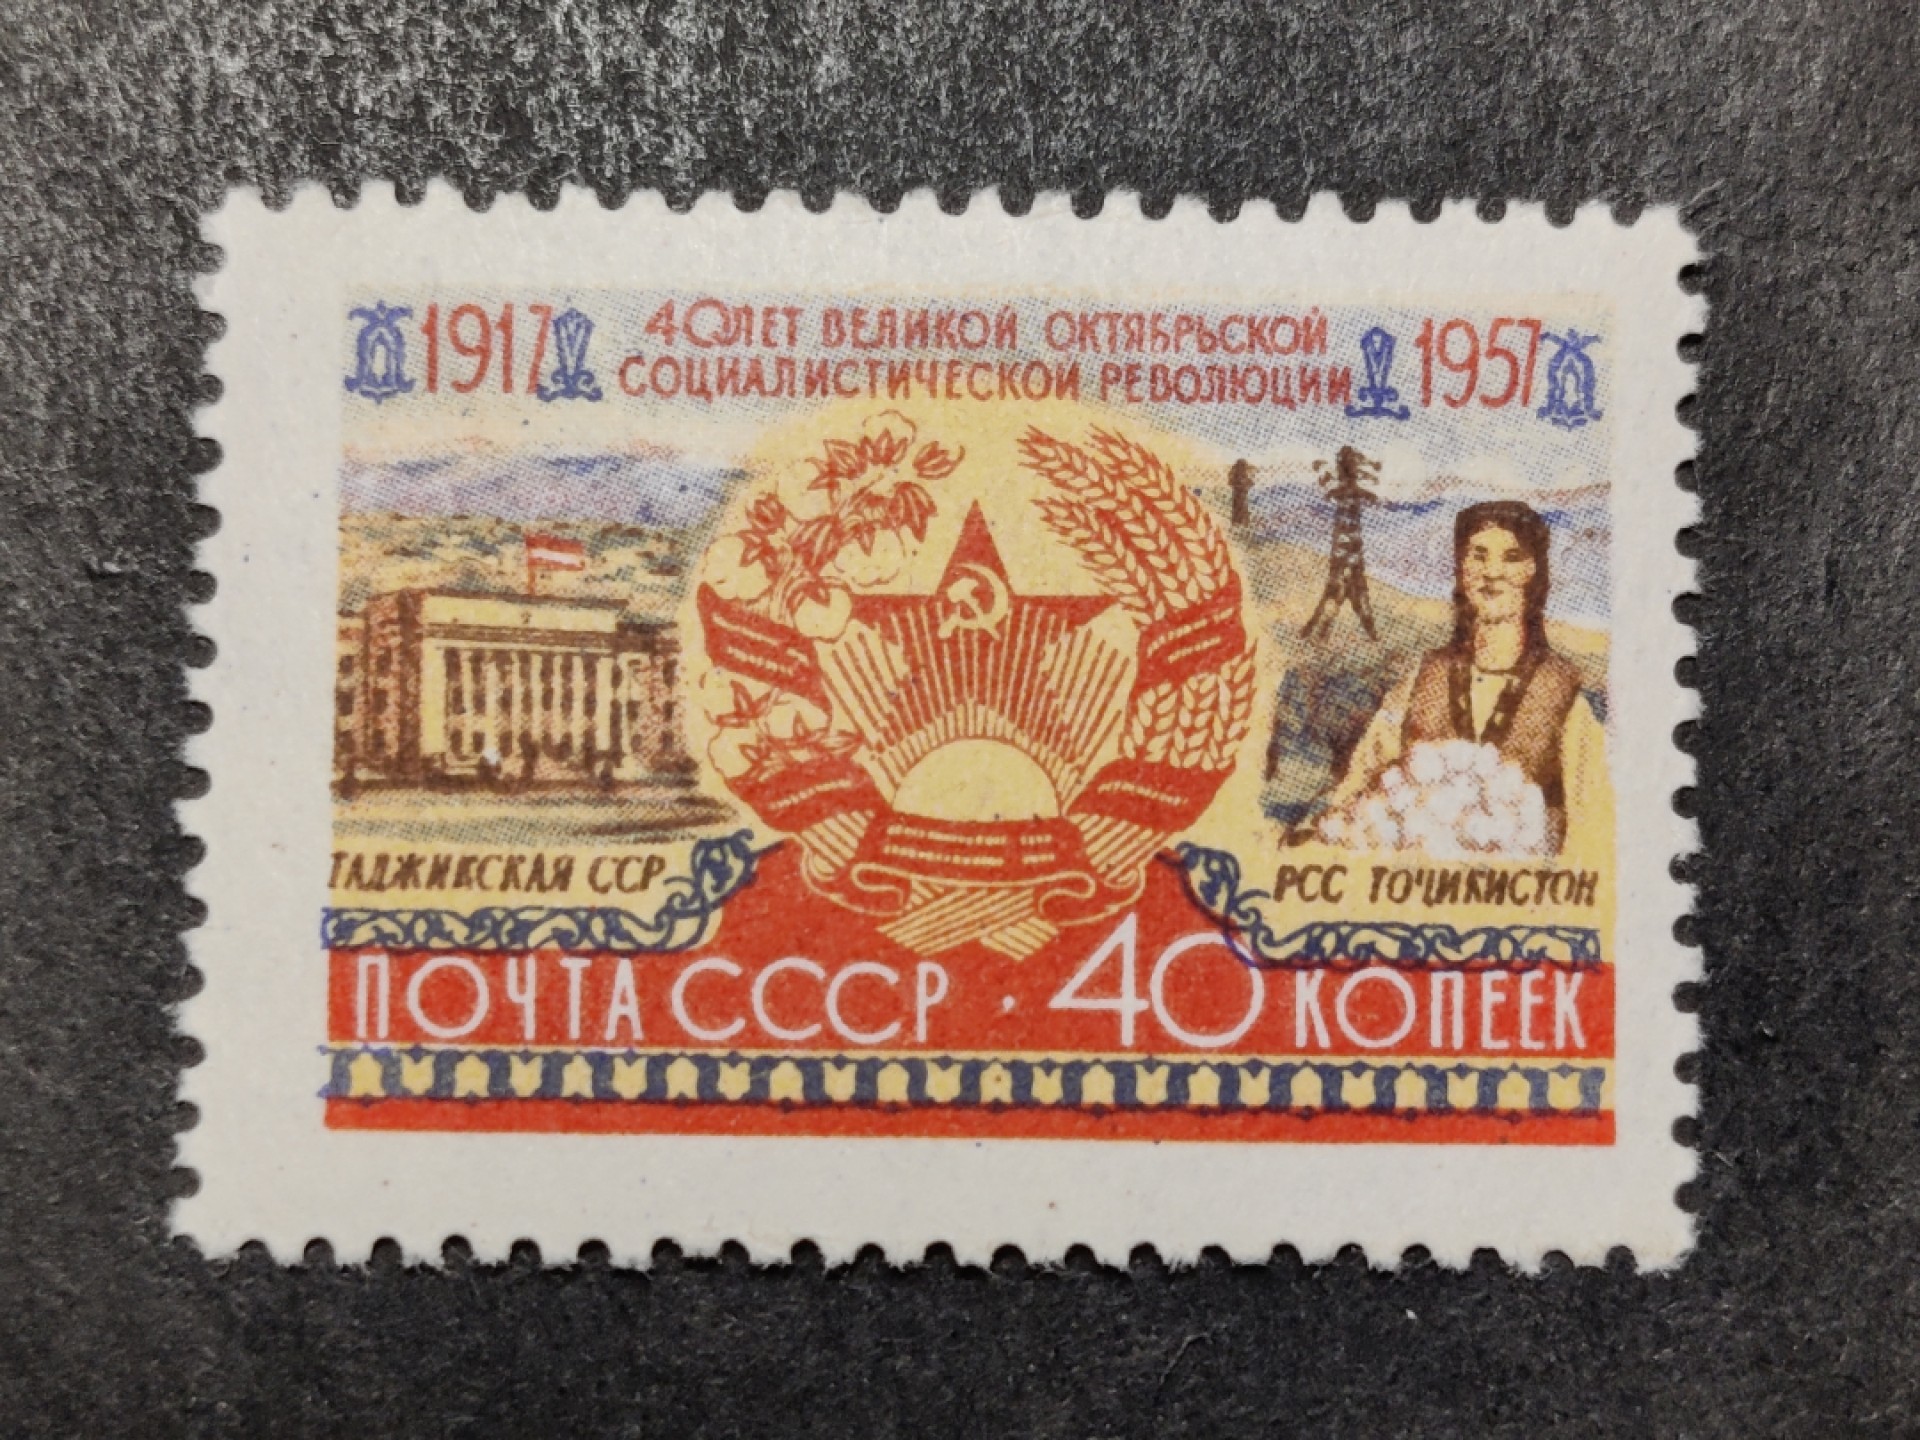 1917 40 ЛЕТ ВЕЛИКОЙ ОКТЯБРЬСКОЙ 1957
СОЦИАЛИСТИЧЕСКОЙ РЕВОЛЮЦИИ
ТАДЖИКСКАЯ ССР
РСС ТОҶИКИСТОН
ПОЧТА СССР · 40 КОПЕЕК